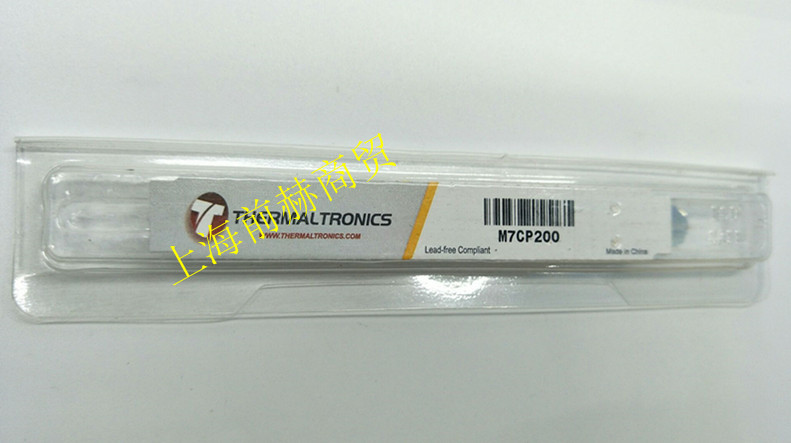 THERMALTRONICS
WWW.THERMALTRONICS.COM
M7CP200
Lead-free Compliant
Made in China
上海前赫商贸